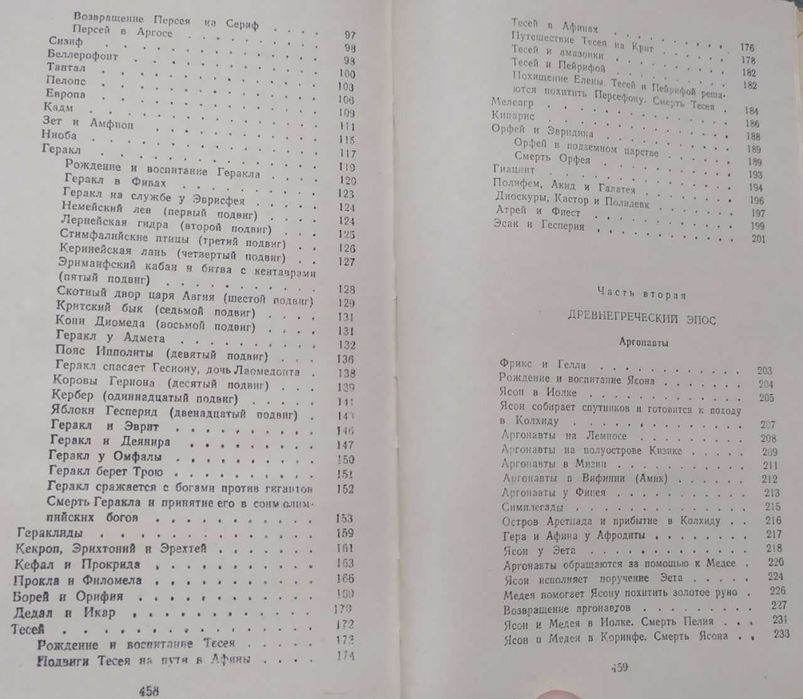 Возвращение Персея на Сериф . . . . 97
Персей в Аргосе . . . . . . . . 98
Сизиф . . . . . . . . . . . 98
Беллерофонт . . . . . . . . . . 100
Тантал . . . . . . . . . . . 103
Пелопс . . . . . . . . . . . 106
Европа . . . . . . . . . . . 109
Кадм . . . . . . . . . . . 111
Зет и Амфион . . . . . . . . . 115
Ниоба . . . . . . . . . . . 117
Геракл . . . . . . . . . . . 119
Рождение и воспитание Геракла . . . . 120
Геракл в Фивах . . . . . . . . 123
Геракл на службе у Эврисфея . . . . 124
Немейский лев (первый подвиг) . . . . 124
Лернейская гидра (второй подвиг) . . . 125
Стимфалийские птицы (третий подвиг) . . 126
Керинейская лань (четвертый подвиг) . . 127
Эриманфский кабан и битва с кентаврами
(пятый подвиг) . . . . . . . . 128
Скотный двор царя Авгия (шестой подвиг) 129
Критский бык (седьмой подвиг) . . . . 131
Кони Диомеда (восьмой подвиг) . . . . 131
Геракл у Адмета . . . . . . . . 132
Пояс Ипполиты (девятый подвиг) . . . 136
Геракл спасает Гесиону, дочь Лаомедонта . 138
Коровы Гериона (десятый подвиг) . . . 139
Кербер (одиннадцатый подвиг) . . . . . 141
Яблоки Гесперид (двенадцатый подвиг) . 143
Геракл и Эврит . . . . . . . . 146
Геракл и Деянира . . . . . . . 147
Геракл у Омфалы . . . . . . . . 150
Геракл берет Трою . . . . . . . 151
Геракл сражается с богами против гигантов 152
Смерть Геракла и принятие его в сонм олим-
пийских богов . . . . . . . . . 153
Гераклиды . . . . . . . . . . . 159
Кекроп, Эрихтоний и Эрехтей . . . . . . 161
Кефал и Прокрида . . . . . . . . . 163
Прокла и Филомела . . . . . . . . 166
Борей и Орифия . . . . . . . . . 169
Дедал и Икар . . . . . . . . . . 170
Тесей . . . . . . . . . . . . 172
Рождение и воспитание Тесея . . . . . 173
Подвиги Тесея на пути в Афины . . . . 174
458
Тесей в Афинах . . . . . . . . 176
Путешествие Тесея на Крит . . . . . 178
Тесей и амазонки . . . . . . . . 182
Тесей и Пейрифой . . . . . . . . 182
Похищение Елены. Тесей и Пейрифой реша-
ются похитить Персефону. Смерть Тесея . 184
Мелеагр . . . . . . . . . . . 186
Кипарис . . . . . . . . . . . 188
Орфей и Эвридика . . . . . . . . 189
Орфей в подземном царстве . . . . . 189
Смерть Орфея . . . . . . . . . 193
Гиацинт . . . . . . . . . . . 194
Полифем, Акид и Галатея . . . . . . 196
Диоскуры, Кастор и Полидевк . . . . . 197
Атрей и Фиест . . . . . . . . . 199
Эсак и Гесперия . . . . . . . . . 201
Часть вторая
ДРЕВНЕГРЕЧЕСКИЙ ЭПОС
Аргонавты
Фрикс и Гелла . . . . . . . . . 203
Рождение и воспитание Ясона . . . . . 204
Ясон в Иолке . . . . . . . . . 205
Ясон собирает спутников и готовится к походу
в Колхиду . . . . . . . . . . 207
Аргонавты на Лемносе . . . . . . . 208
Аргонавты на полуострове Кизике . . . . 209
Аргонавты в Мизии . . . . . . . . 211
Аргонавты в Вифинии (Амик) . . . . . 212
Аргонавты у Финея . . . . . . . . 213
Симплегады . . . . . . . . . . 215
Остров Аретиада и прибытие в Колхиду . . 216
Гера и Афина у Афродиты . . . . . . 217
Ясон у Эета . . . . . . . . . . 218
Аргонавты обращаются за помощью к Медее . 220
Ясон исполняет поручение Эета . . . . . 224
Медея помогает Ясону похитить золотое руно . 226
Возвращение аргонавтов . . . . . . . 227
Ясон и Медея в Иолке. Смерть Пелия . . . 231
Ясон и Медея в Коринфе. Смерть Ясона . . 233
459